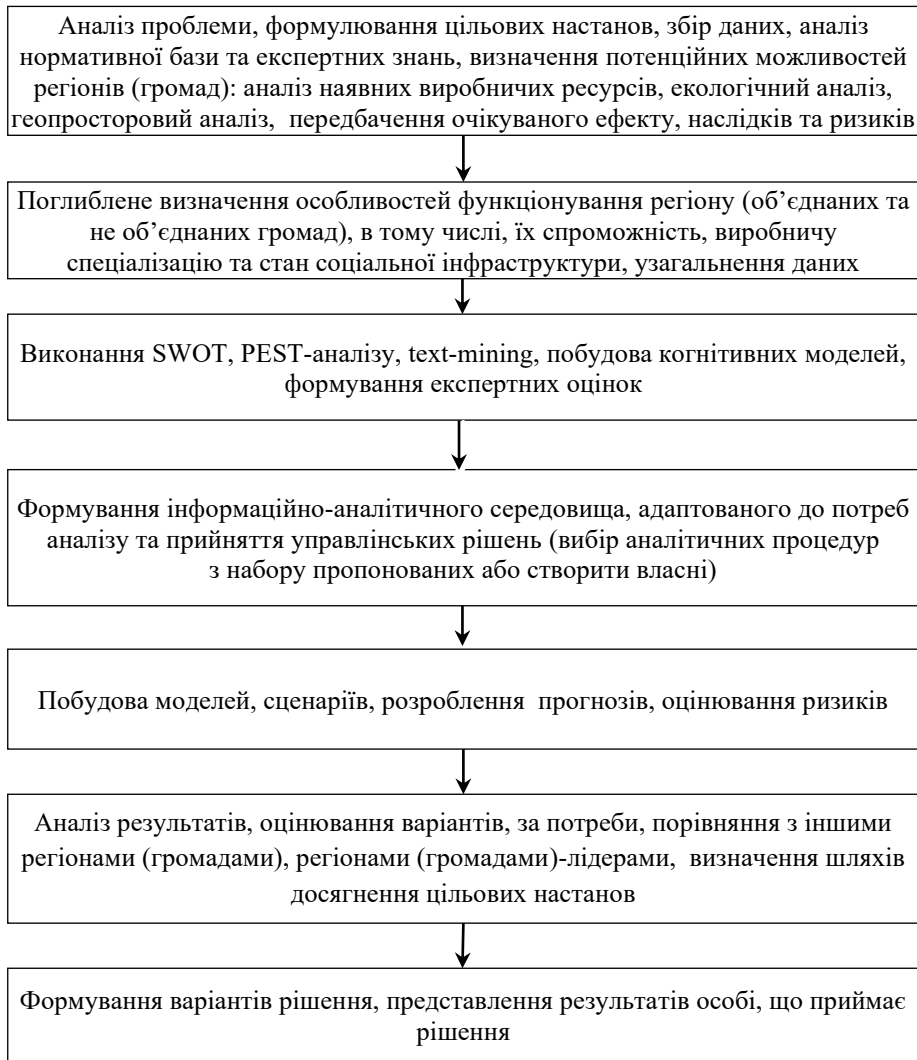 Аналіз проблеми, формулювання цільових настанов, збір даних, аналіз
нормативної бази та експертних знань, визначення потенційних можливостей
регіонів (громад): аналіз наявних виробничих ресурсів, екологічний аналіз,
геопросторовий аналіз, передбачення очікуваного ефекту, наслідків та ризиків
Поглиблене визначення особливостей функціонування регіону (об’єднаних та
не об’єднаних громад), в тому числі, їх спроможність, виробничу
спеціалізацію та стан соціальної інфраструктури, узагальнення даних
Виконання SWOT, PEST-аналізу, text-mining, побудова когнітивних моделей,
формування експертних оцінок
Формування інформаційно-аналітичного середовища, адаптованого до потреб
аналізу та прийняття управлінських рішень (вибір аналітичних процедур
з набору пропонованих або створити власні)
Побудова моделей, сценаріїв, розроблення прогнозів, оцінювання ризиків
Аналіз результатів, оцінювання варіантів, за потреби, порівняння з іншими
регіонами (громадами), регіонами (громадами)-лідерами, визначення шляхів
досягнення цільових настанов
Формування варіантів рішення, представлення результатів особі, що приймає
рішення